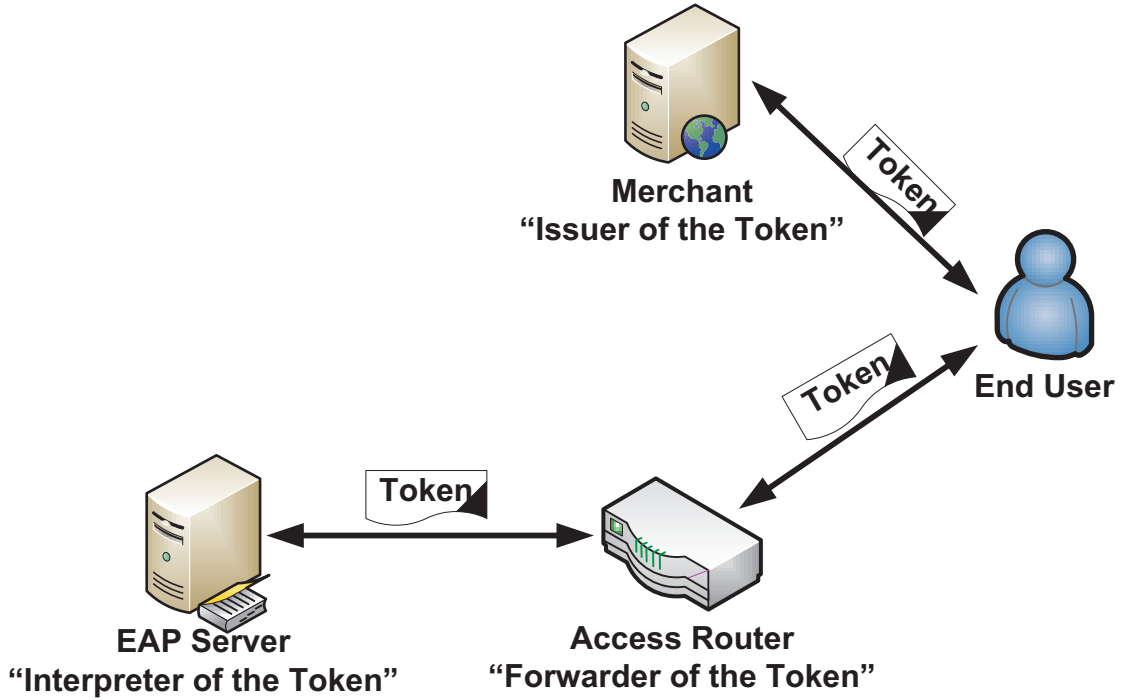 Token
Merchant
“Issuer of the Token”
Token
End User
Token
EAP Server
“Interpreter of the Token”
Access Router
“Forwarder of the Token”